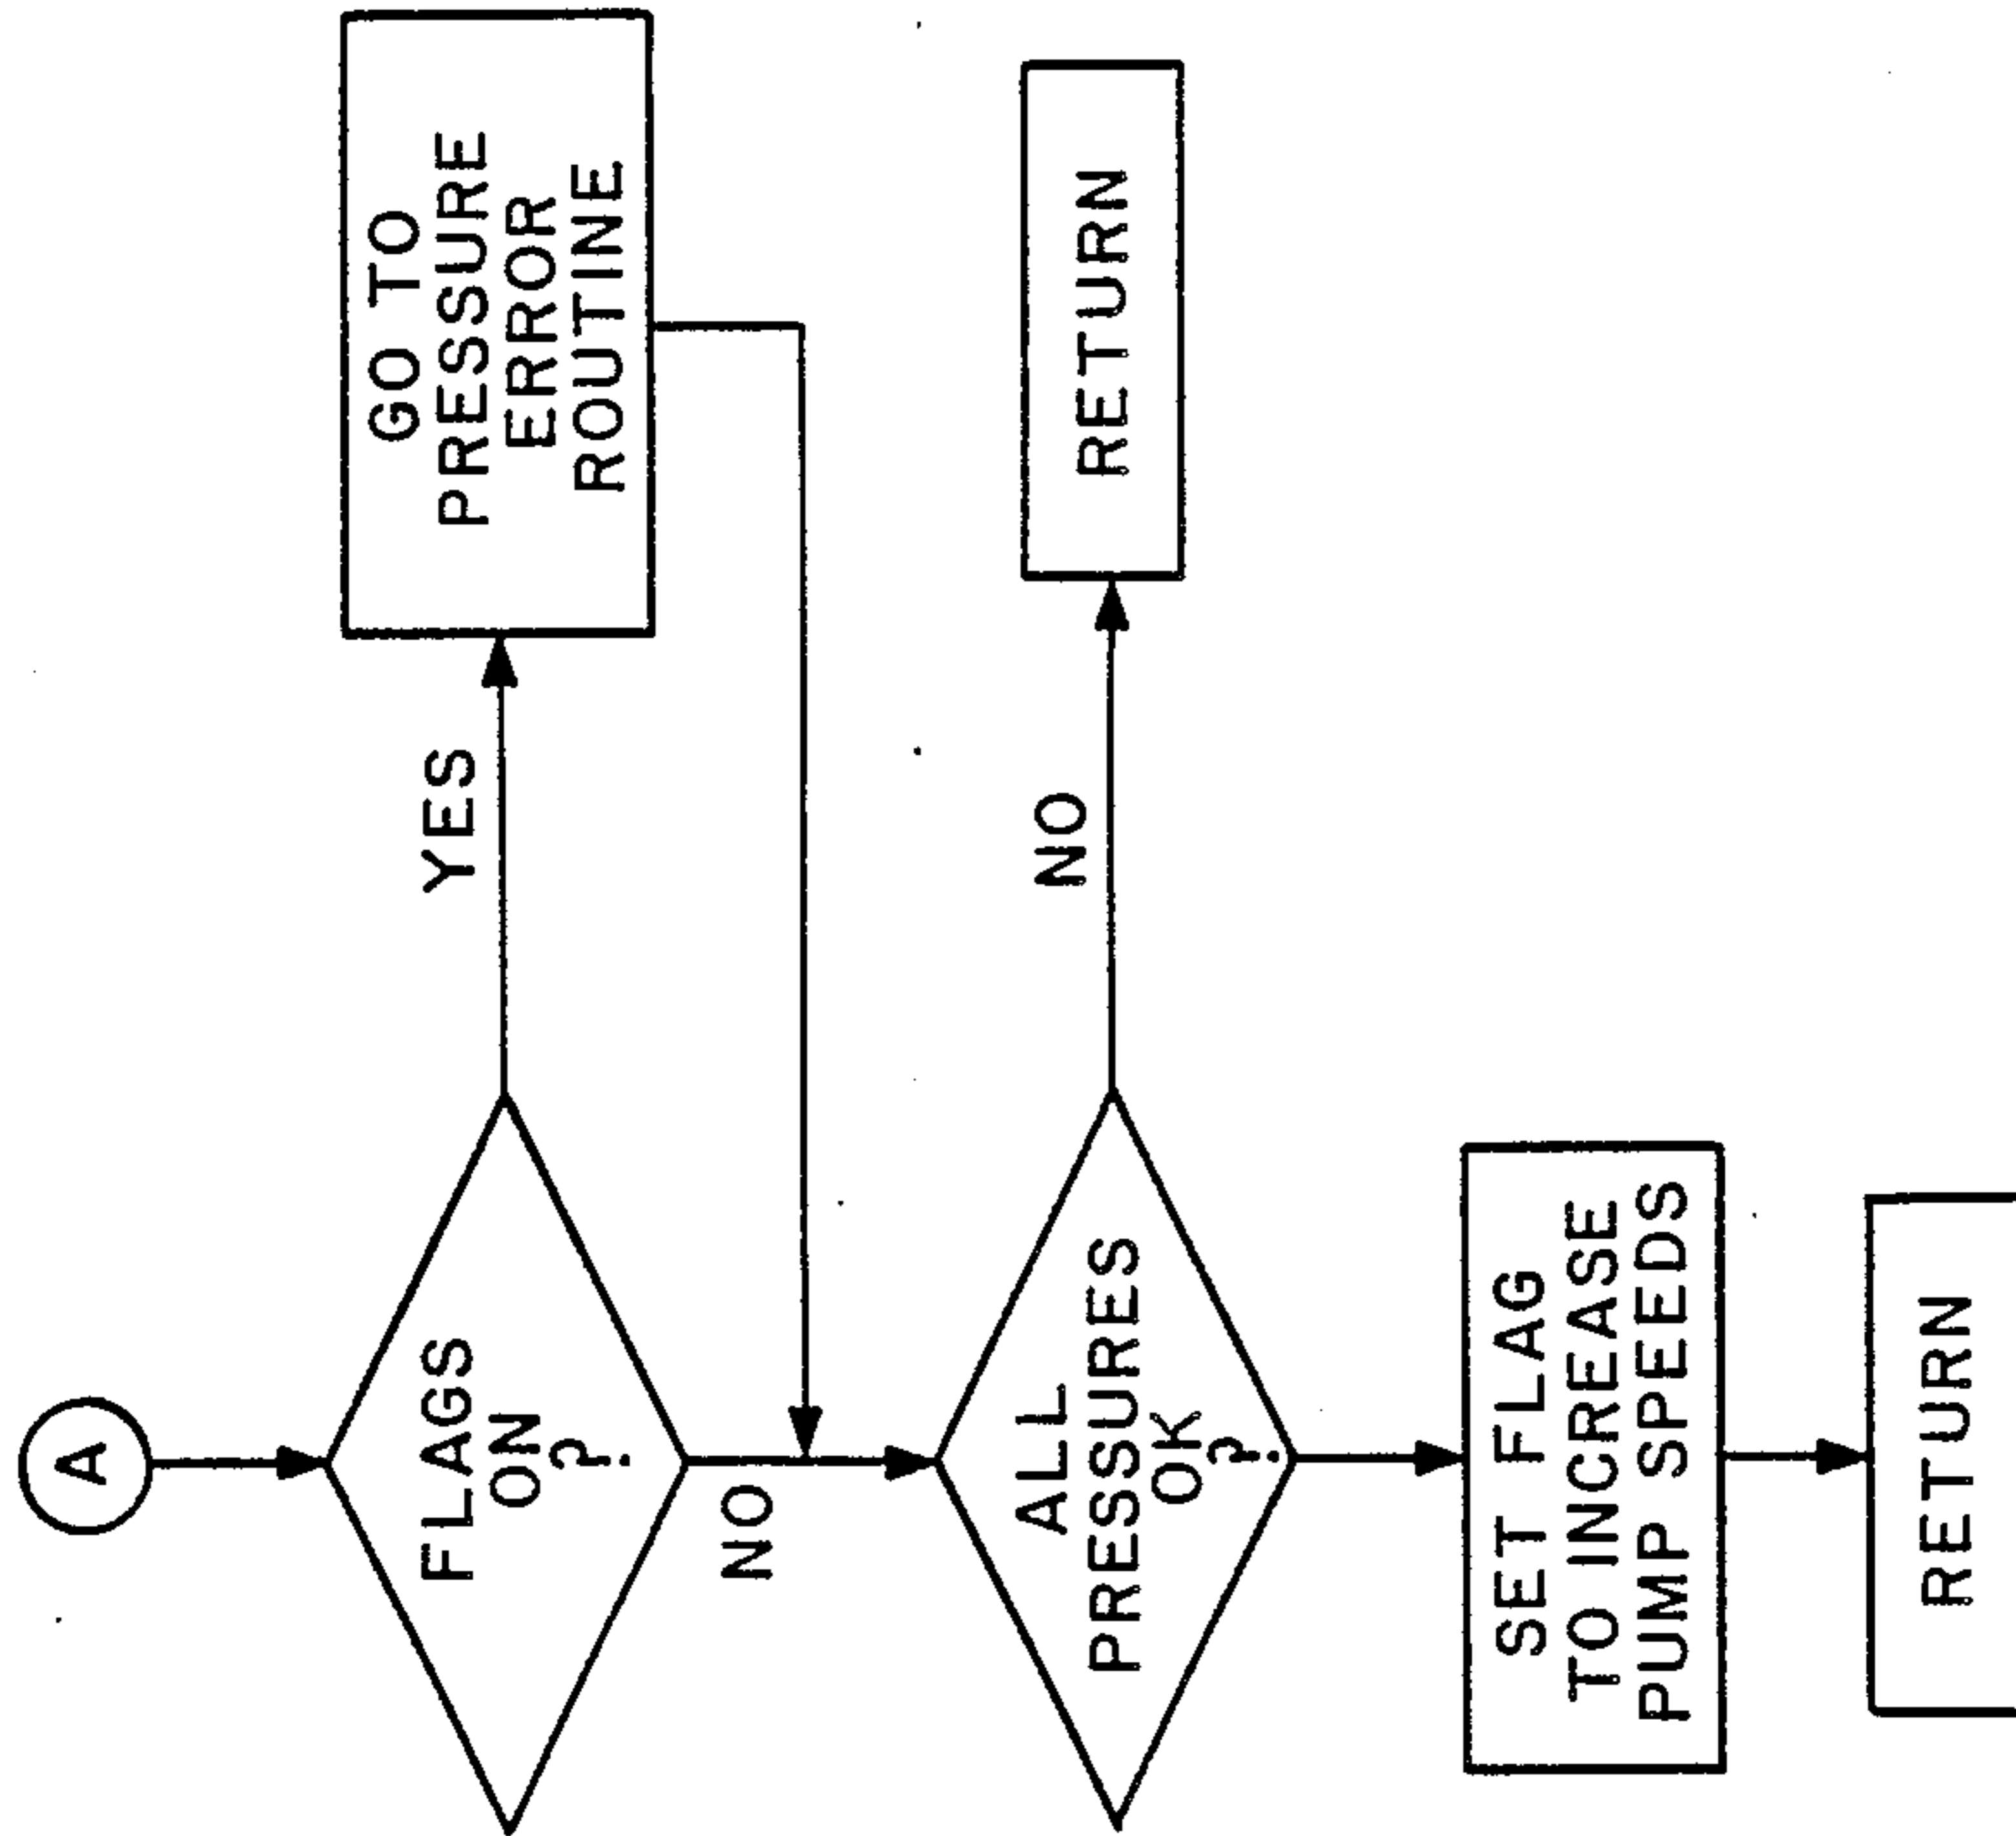 A
FLAGS
ON
?
YES
GO TO
PRESSURE
ERROR
ROUTINE
NO
ALL
PRESSURES
OK
?
NO
RETURN
SET FLAG
TO INCREASE
PUMP SPEEDS
RETURN